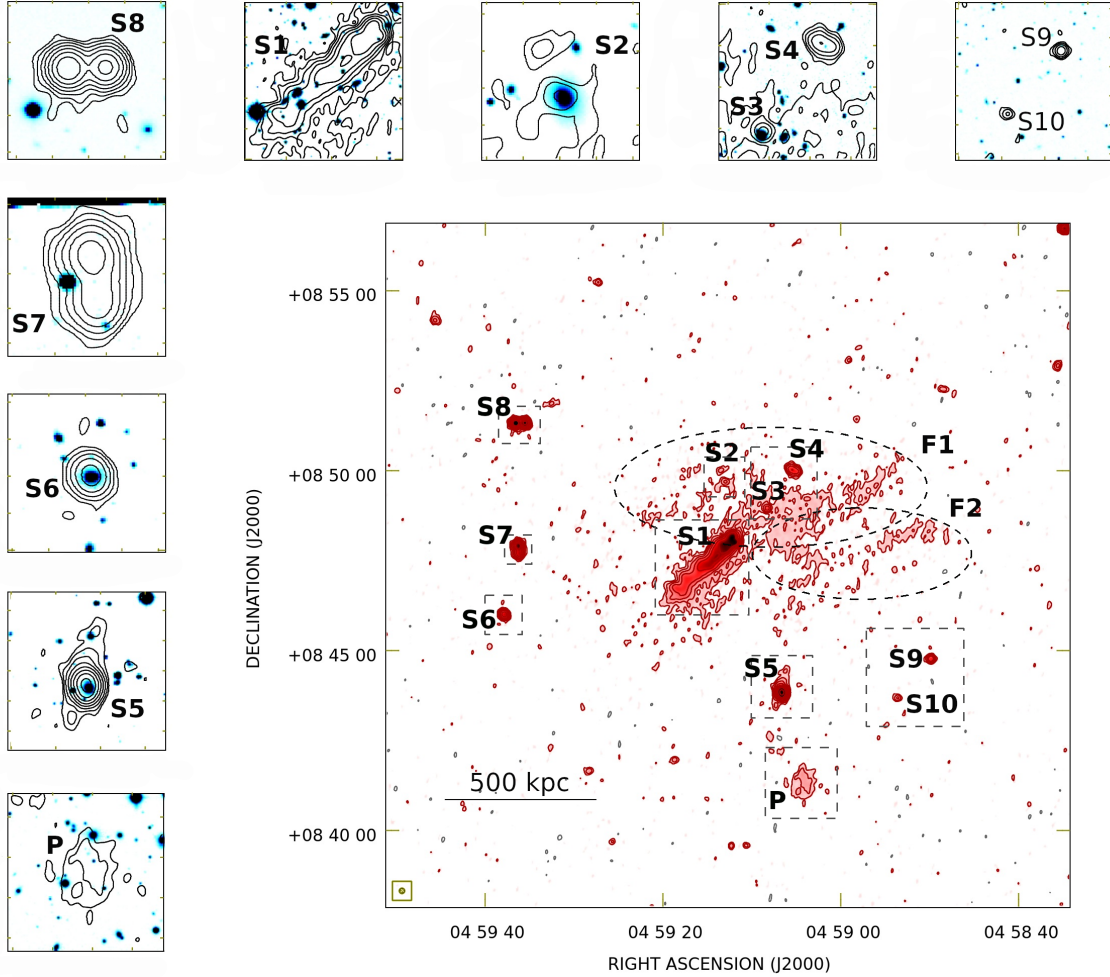 S8
S1
S2
S4
S3
S9
S10
S7
S6
S5
P
+08 55 00
+08 50 00
+08 45 00
+08 40 00
DECLINATION (J2000)
S8
S2
S4
F1
S3
F2
S1
S7
S6
S5
S9
S10
500 kpc
P
04 59 40
04 59 20
04 59 00
04 58 40
RIGHT ASCENSION (J2000)